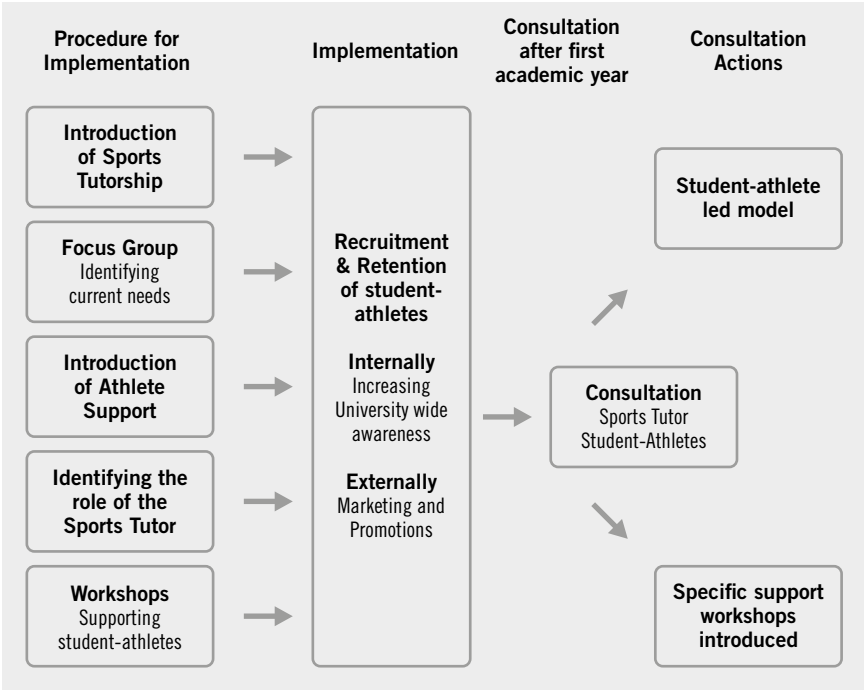 Procedure for
Implementation
Implementation
Consultation
after first
academic year
Consultation
Actions
Introduction
of Sports
Tutorship
Focus Group
Identifying
current needs
Introduction
of Athlete
Support
Identifying the
role of the
Sports Tutor
Workshops
Supporting
student-athletes
Recruitment
& Retention
of student-
athletes
Internally
Increasing
University wide
awareness
Externally
Marketing and
Promotions
Consultation
Sports Tutor
Student-Athletes
Student-athlete
led model
Specific support
workshops
introduced